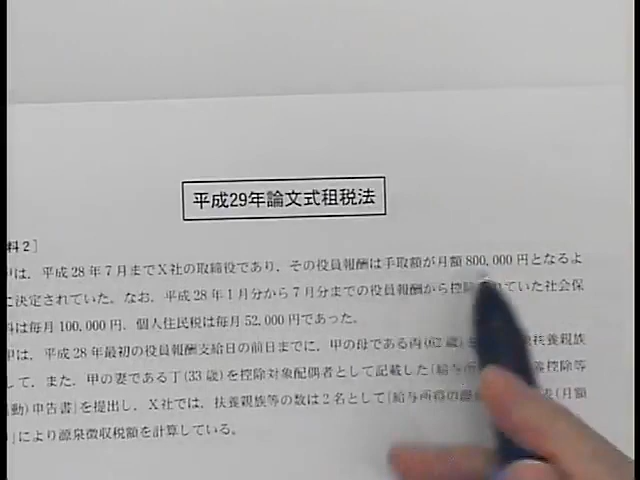 平成29年論文式租税法
料2]
は、平成28年7月までX社の取締役であり、その役員報酬は手取額が月額800,000円となるよ
に決定されていた。なお、平成28年1月分から7月分までの役員報酬から控除されていた社会保
料は毎月100,000円、個人住民税は毎月52,000円であった。
甲は、平成28年最初の役員報酬支給日の前日までに、甲の母である丙(62歳)を 扶養親族
して、また、甲の妻である丁(33歳)を控除対象配偶者として記載した「給与所 養控除等
動)申告書」を提出し、X社では、扶養親族等の数は2名として「給与所得の源 表(月額
」により源泉徴収税額を計算している。